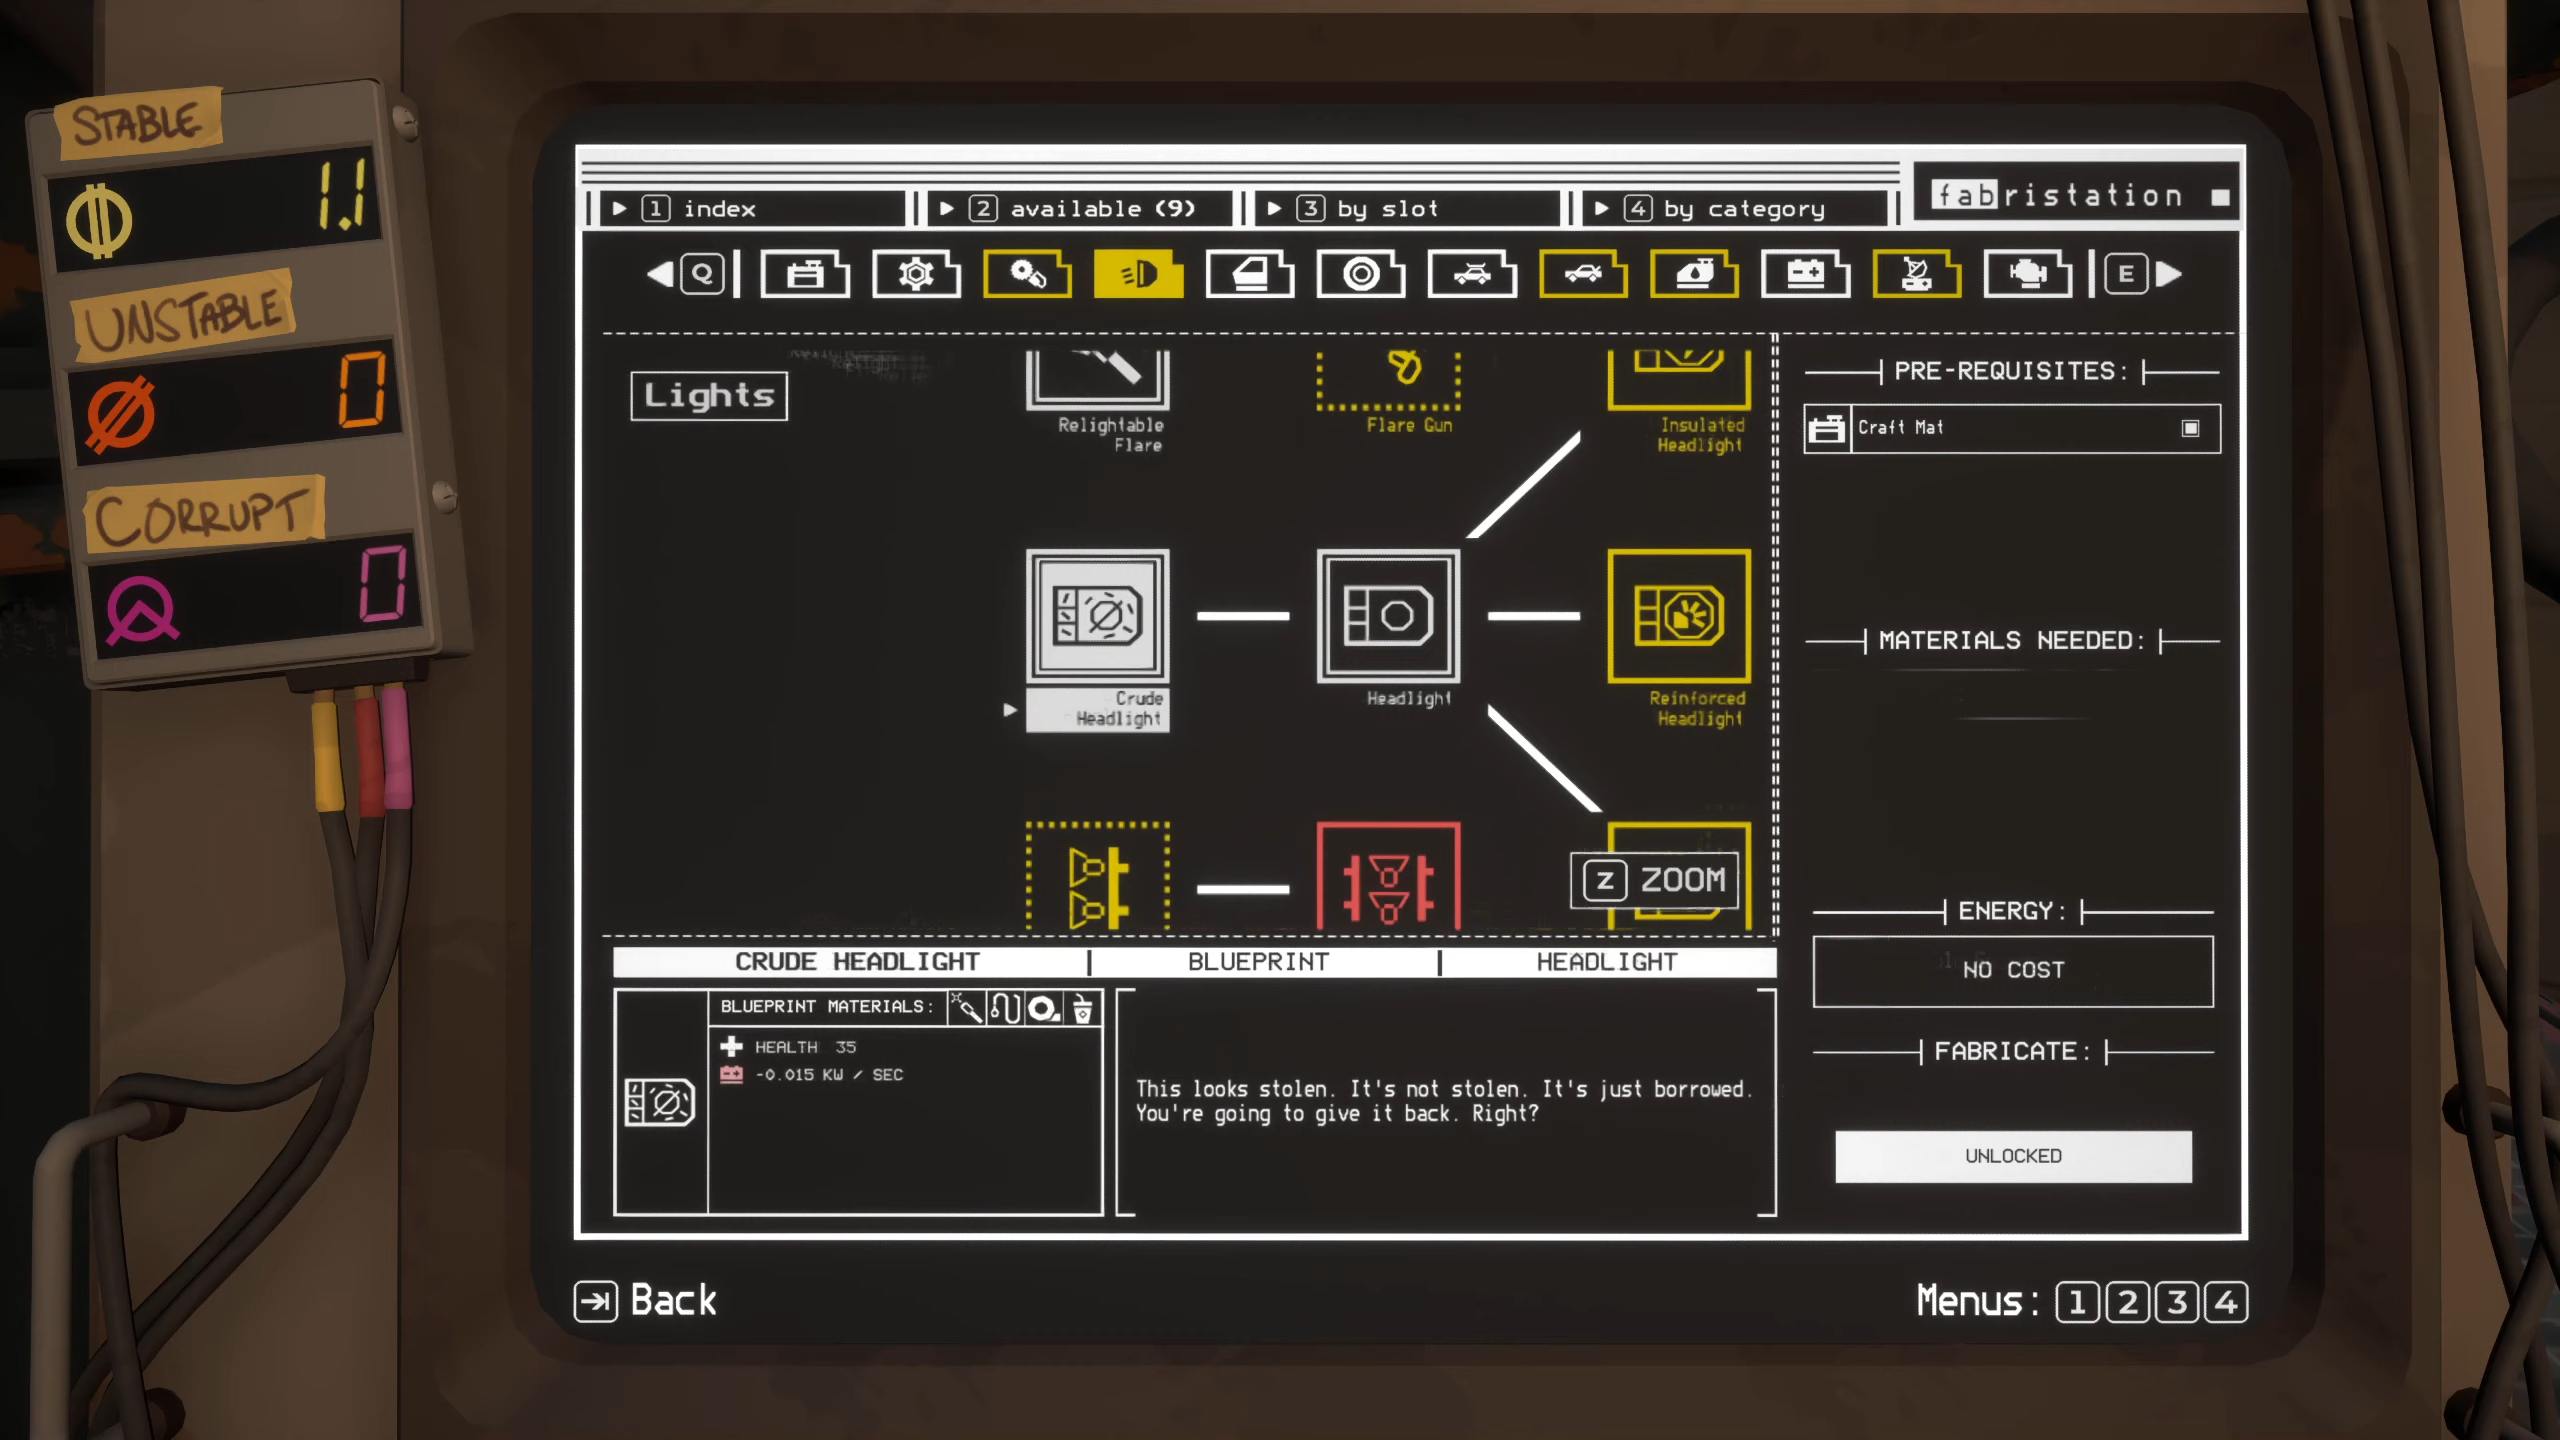 STABLE
1.1
UNSTABLE
0
CORRUPT
0
1 index
2 available (9)
3 by slot
4 by category
fabristation
Q
E
Lights
Relightable
Flare
Flare Gun
Insulated
Headlight
Crude
Headlight
Headlight
Reinforced
Headlight
Z ZOOM
PRE-REQUISITES:
Craft Mat
MATERIALS NEEDED:
ENERGY:
NO COST
FABRICATE:
UNLOCKED
CRUDE HEADLIGHT
BLUEPRINT
HEADLIGHT
BLUEPRINT MATERIALS:
HEALTH 35
-0.015 KW / SEC
This looks stolen. It's not stolen. It's just borrowed.
You're going to give it back. Right?
Back
Menus: 1 2 3 4